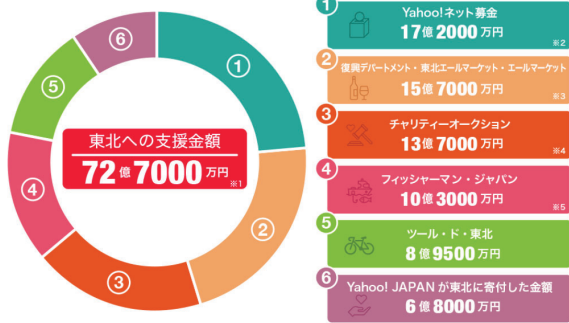 ①
②
③
④
⑤
⑥
東北への支援金額
72億7000万円
※1
1
Yahoo!ネット募金
17億2000万円
※2
2
復興デパートメント・東北エールマーケット・エールマーケット
15億7000万円
※3
3
チャリティーオークション
13億7000万円
※4
4
フィッシャーマン・ジャパン
10億3000万円
※5
5
ツール・ド・東北
8億9500万円
6
Yahoo! JAPANが東北に寄付した金額
6億8000万円